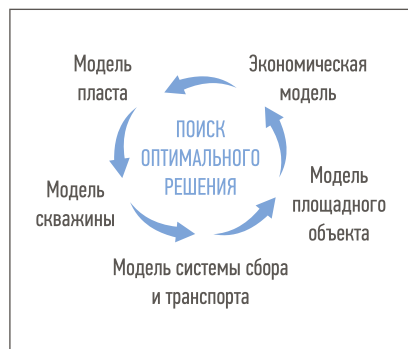 Модель
пласта
Экономическая
модель
ПОИСК
ОПТИМАЛЬНОГО
РЕШЕНИЯ
Модель
скважины
Модель
площадного
объекта
Модель системы сбора
и транспорта